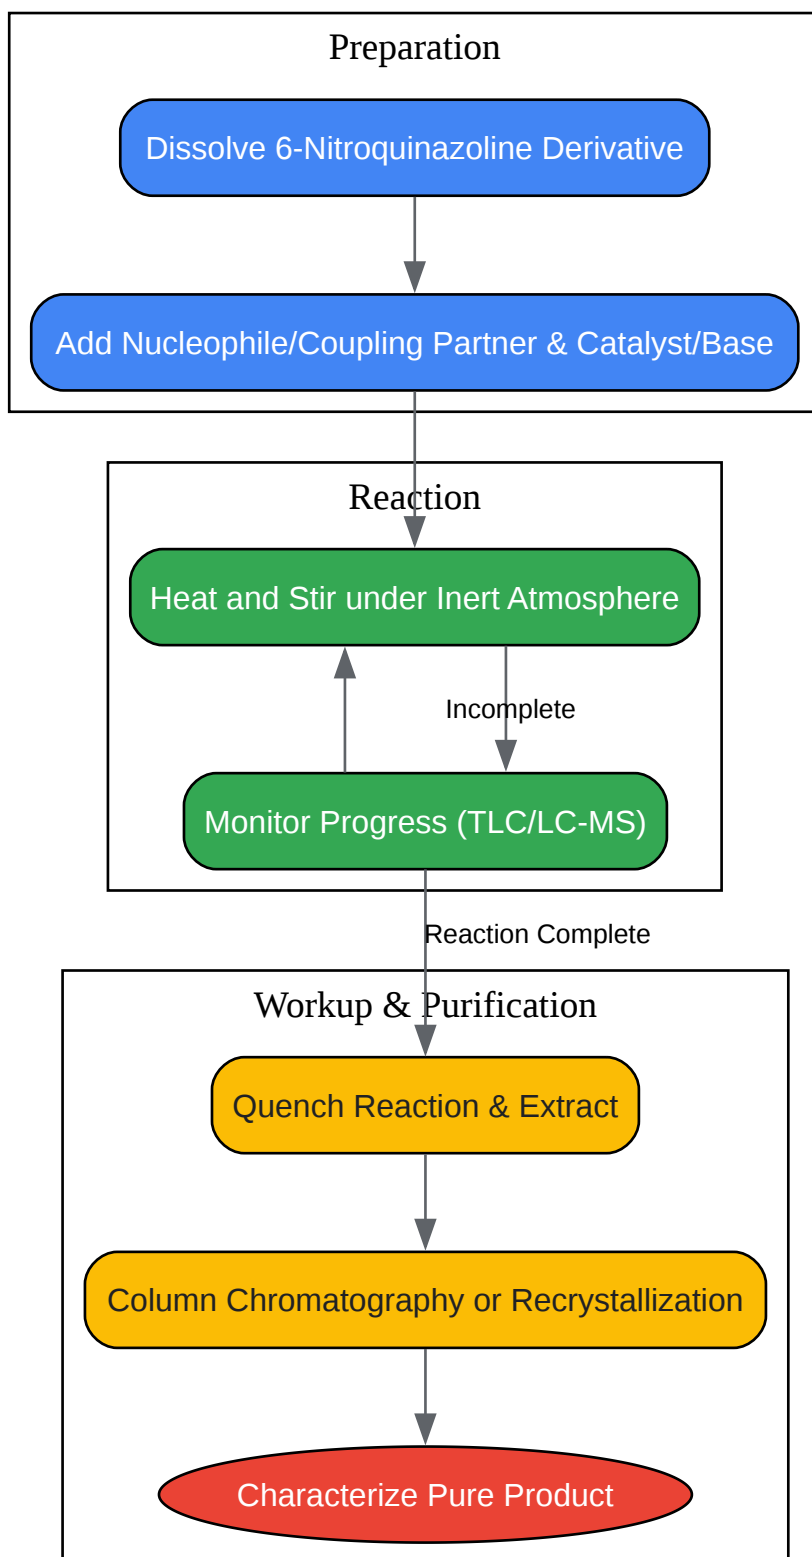 Preparation
Dissolve 6-Nitroquinazoline Derivative
Add Nucleophile/Coupling Partner & Catalyst/Base
Reaction
Heat and Stir under Inert Atmosphere
Incomplete
Monitor Progress (TLC/LC-MS)
Reaction Complete
Workup & Purification
Quench Reaction & Extract
Column Chromatography or Recrystallization
Characterize Pure Product